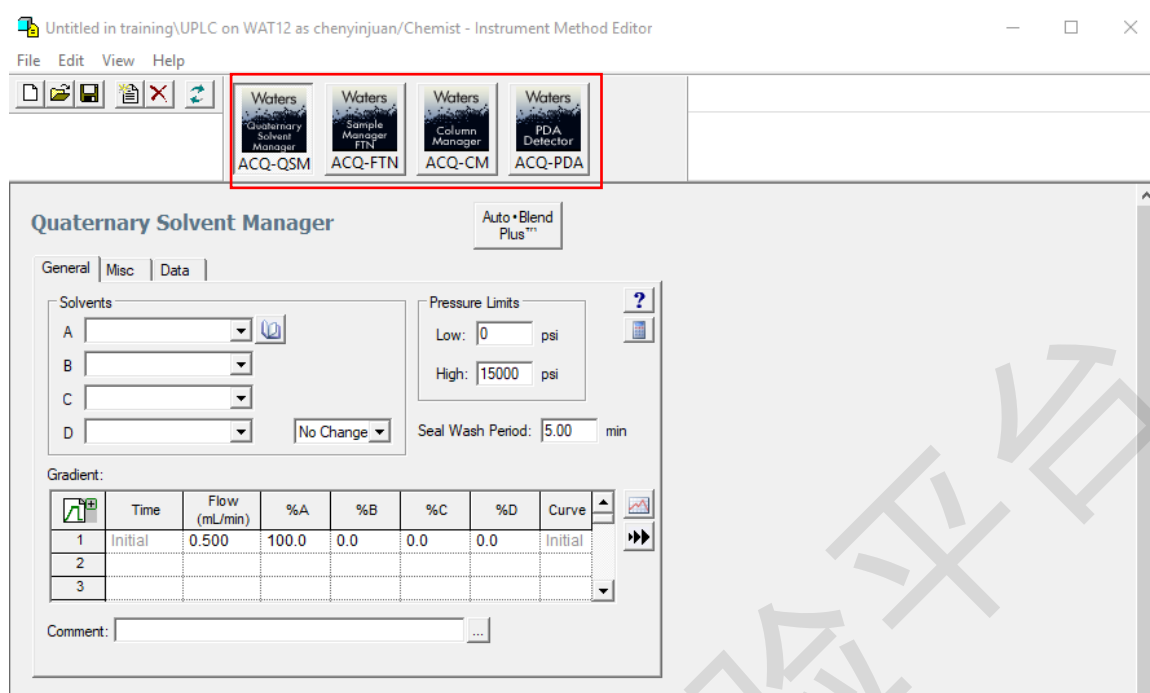 Untitled in training\UPLC on WAT12 as chenyinjuan/Chemist - Instrument Method Editor
File Edit View Help
Waters Quaternary Solvent Manager ACQ-QSM
Waters Sample Manager FTN ACQ-FTN
Waters Column Manager ACQ-CM
Waters PDA Detector ACQ-PDA
Quaternary Solvent Manager
Auto•Blend Plus™
General Misc Data
Solvents
Pressure Limits
?
A
Low: 0 psi
B
High: 15000 psi
C
D No Change
Seal Wash Period: 5.00 min
Gradient:
Time Flow (mL/min) %A %B %C %D Curve
1 Initial 0.500 100.0 0.0 0.0 0.0 Initial
2
3
Comment: ...
验平台